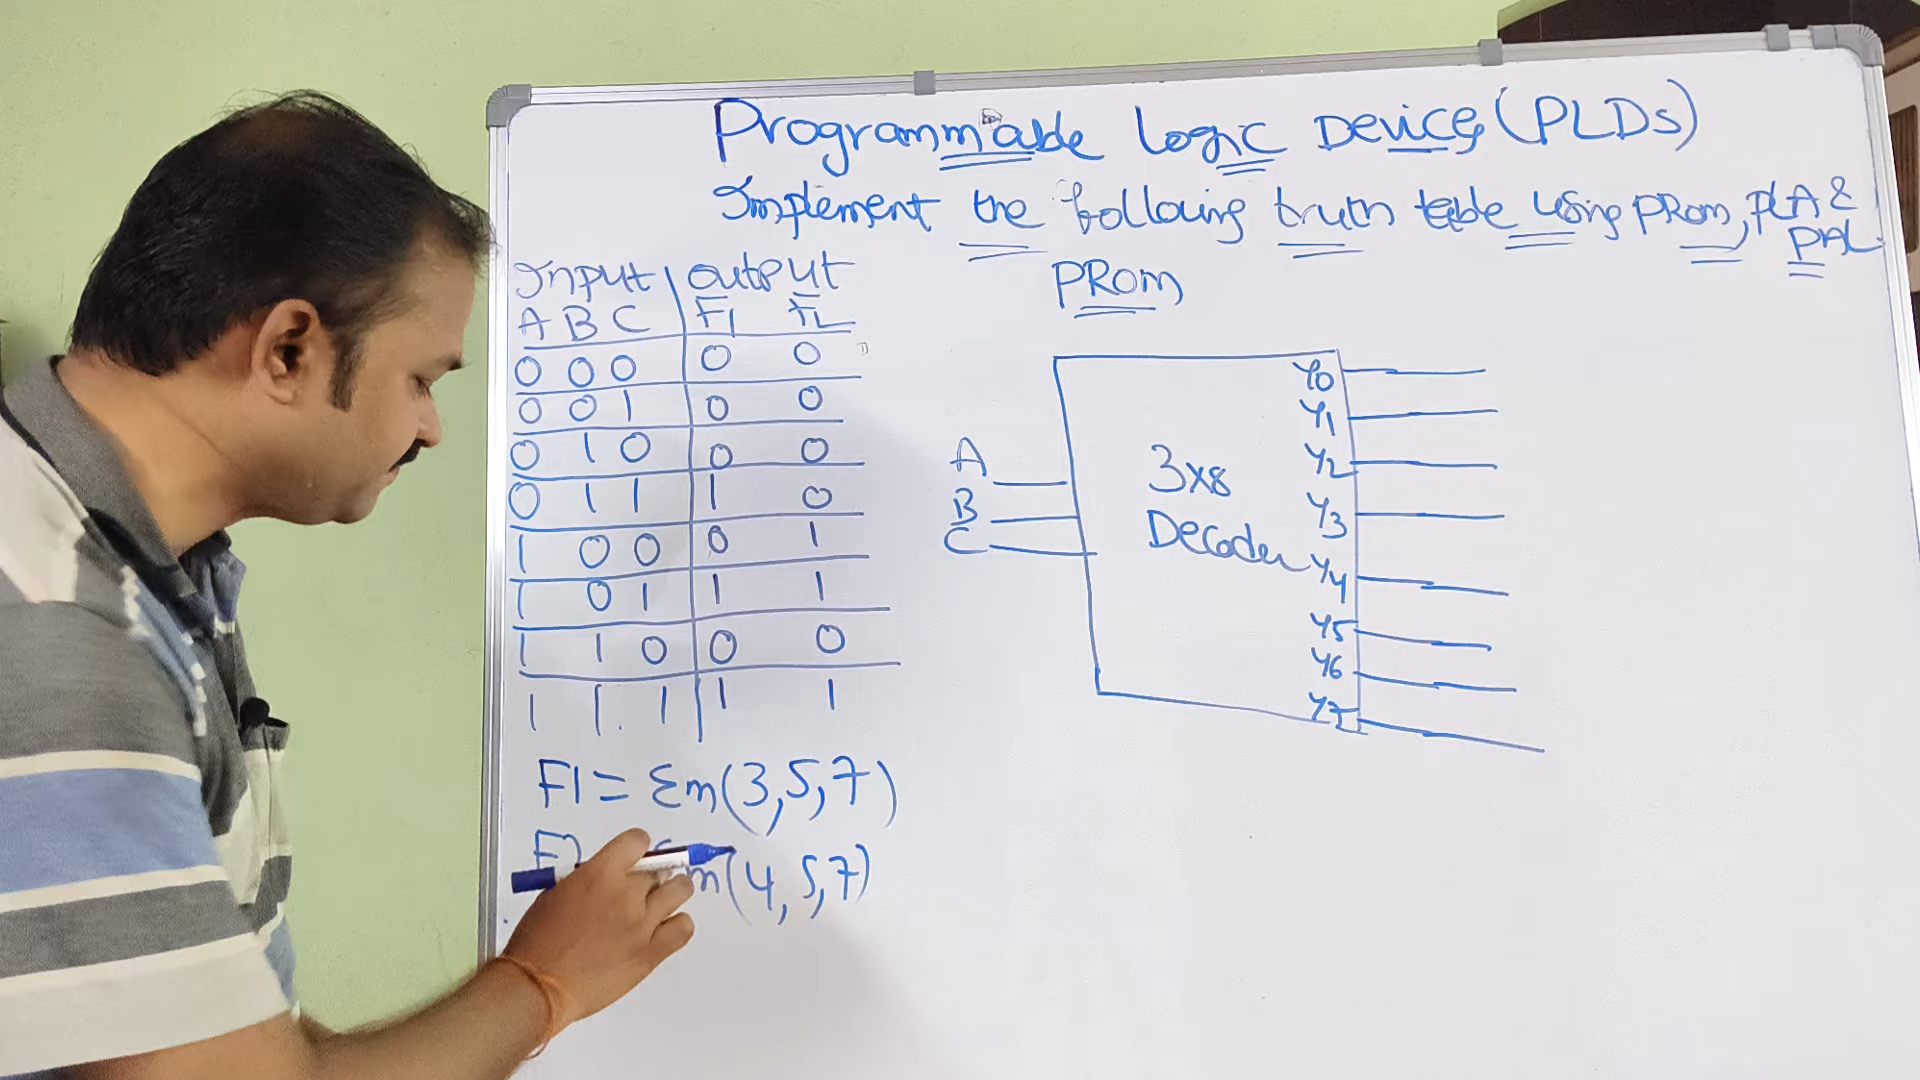 Programmable Logic Devices (PLDs)
Implement the following truth table using PROM, PLA &
PAL
Input | output
A B C | F1 F2
0 0 0 | 0 0
0 0 1 | 0 0
0 1 0 | 0 0
0 1 1 | 1 0
1 0 0 | 0 1
1 0 1 | 1 1
1 1 0 | 0 0
1 1 1 | 1 1
F1 = Σm(3,5,7)
F2 Σm(4,5,7)
PROM
A
B
C
3x8
Decoder
Y0
Y1
Y2
Y3
Y4
Y5
Y6
Y7